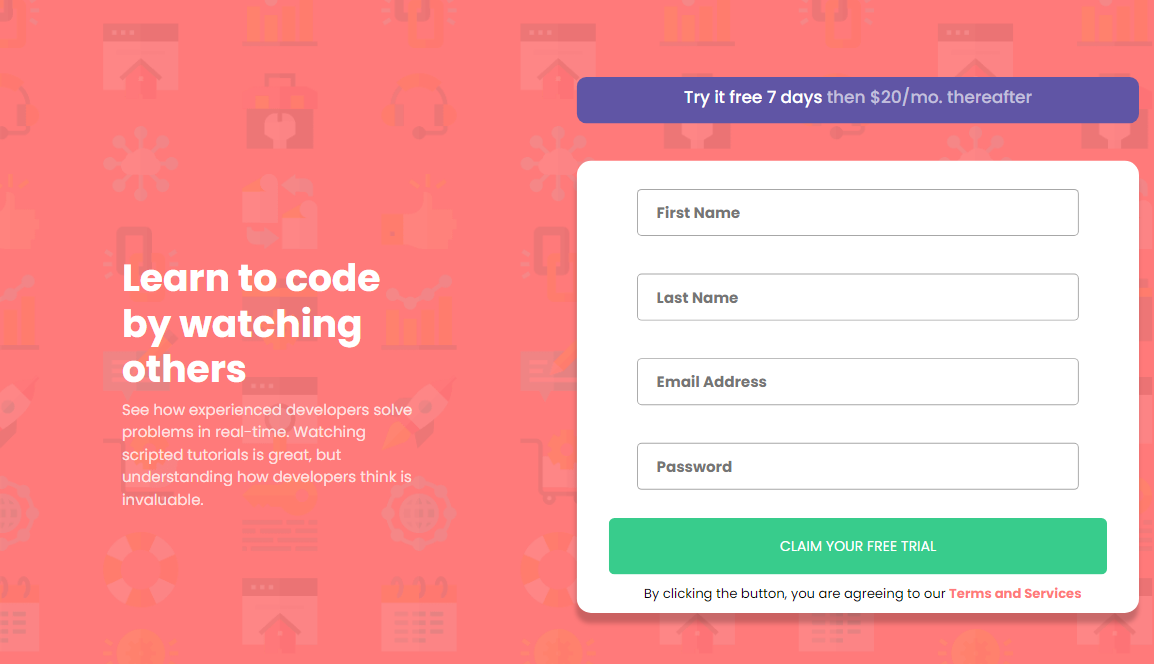 Try it free 7 days then $20/mo. thereafter
Learn to code
by watching
others
See how experienced developers solve
problems in real-time. Watching
scripted tutorials is great, but
understanding how developers think is
invaluable.
First Name
Last Name
Email Address
Password
CLAIM YOUR FREE TRIAL
By clicking the button, you are agreeing to our Terms and Services